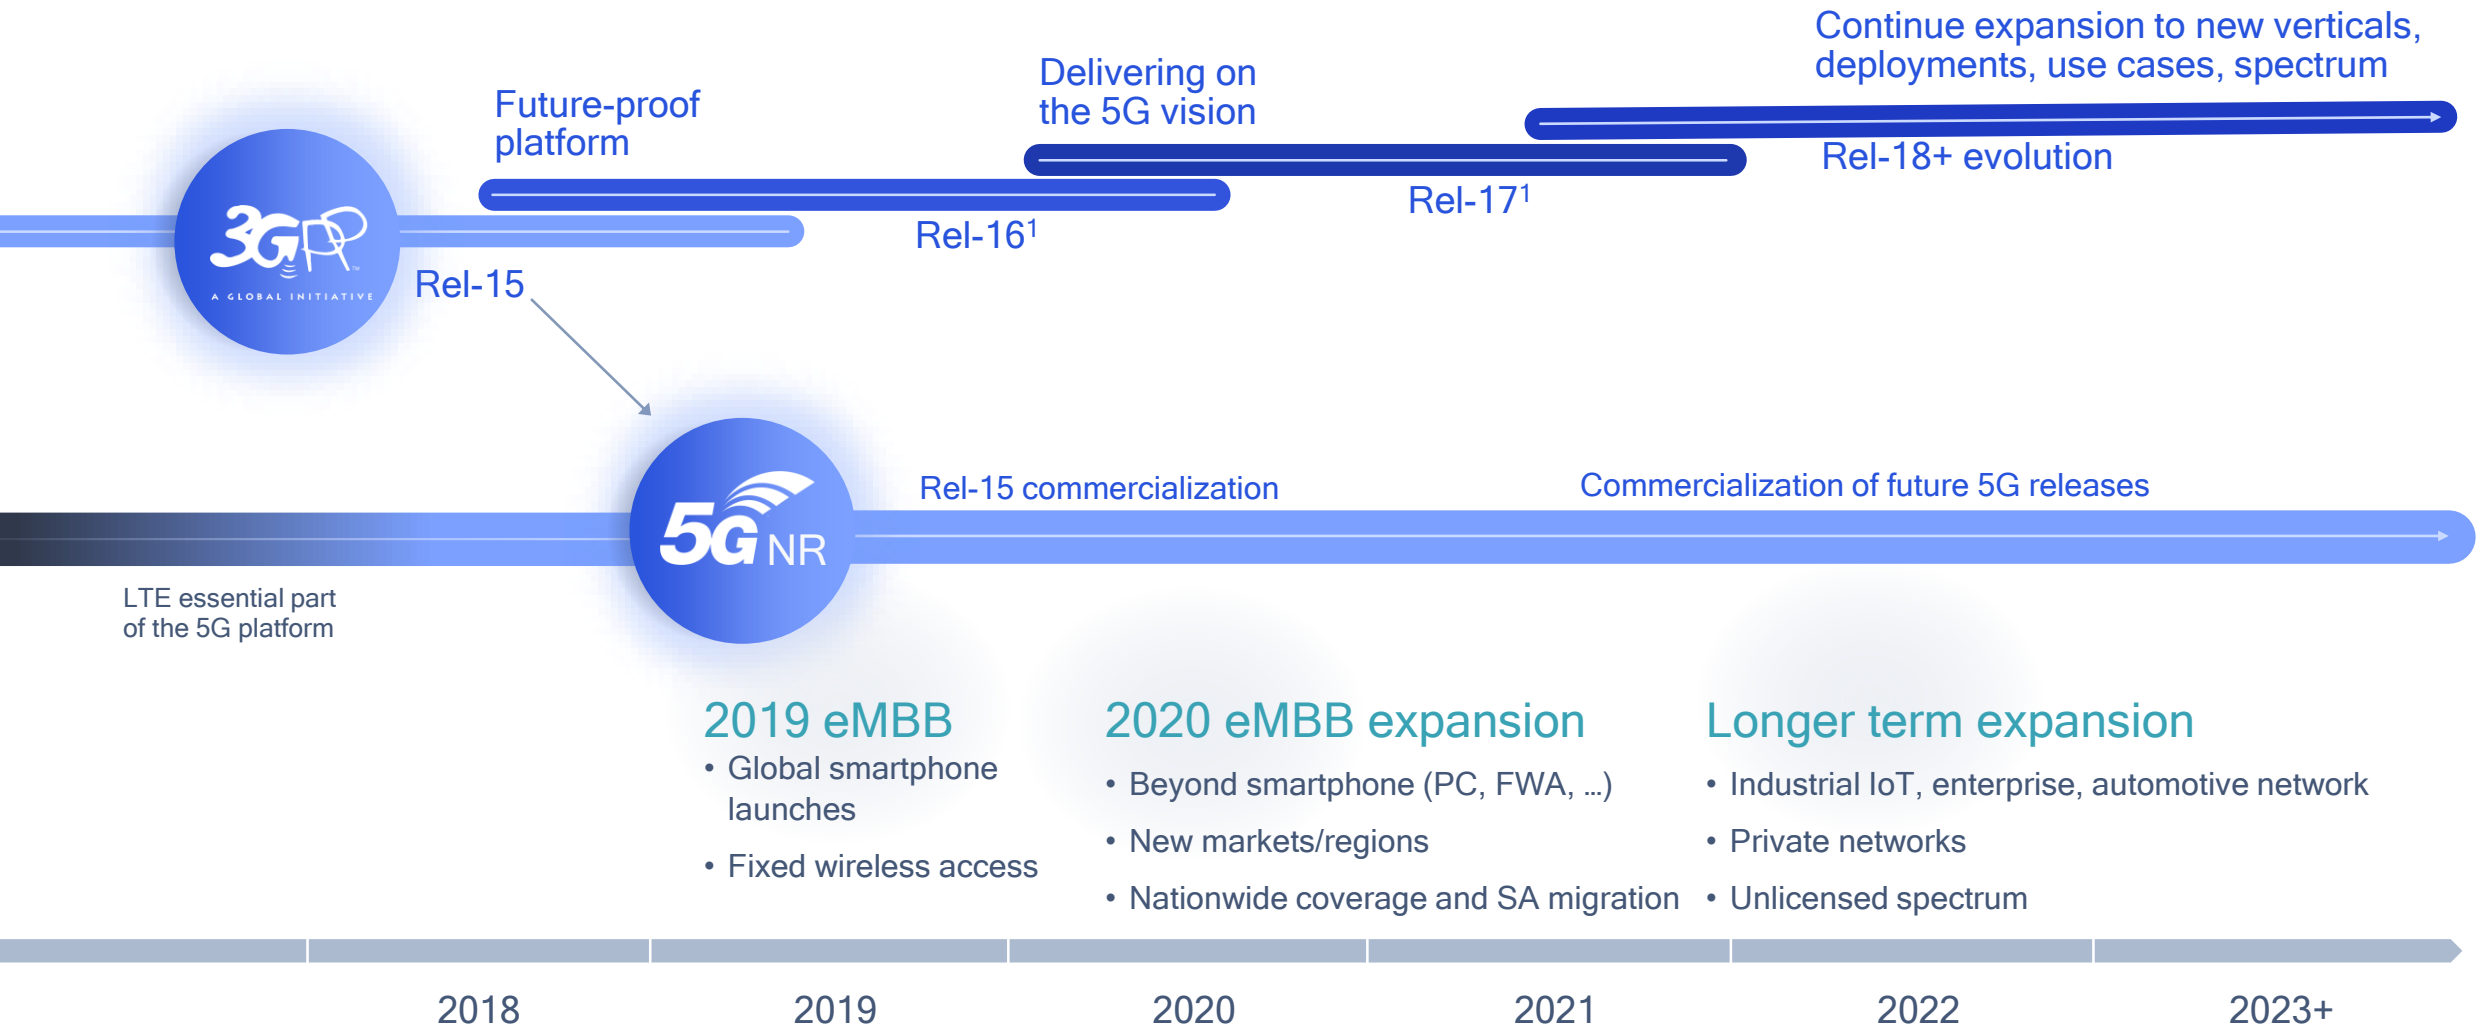 Continue expansion to new verticals,
deployments, use cases, spectrum
Delivering on
the 5G vision
Future-proof
platform
Rel-18+ evolution
Rel-17¹
Rel-16¹
Rel-15
3GPP™
A GLOBAL INITIATIVE
Rel-15 commercialization
Commercialization of future 5G releases
5G NR
LTE essential part
of the 5G platform
2019 eMBB
• Global smartphone
launches
• Fixed wireless access
2020 eMBB expansion
• Beyond smartphone (PC, FWA, …)
• New markets/regions
• Nationwide coverage and SA migration
Longer term expansion
• Industrial IoT, enterprise, automotive network
• Private networks
• Unlicensed spectrum
2018
2019
2020
2021
2022
2023+